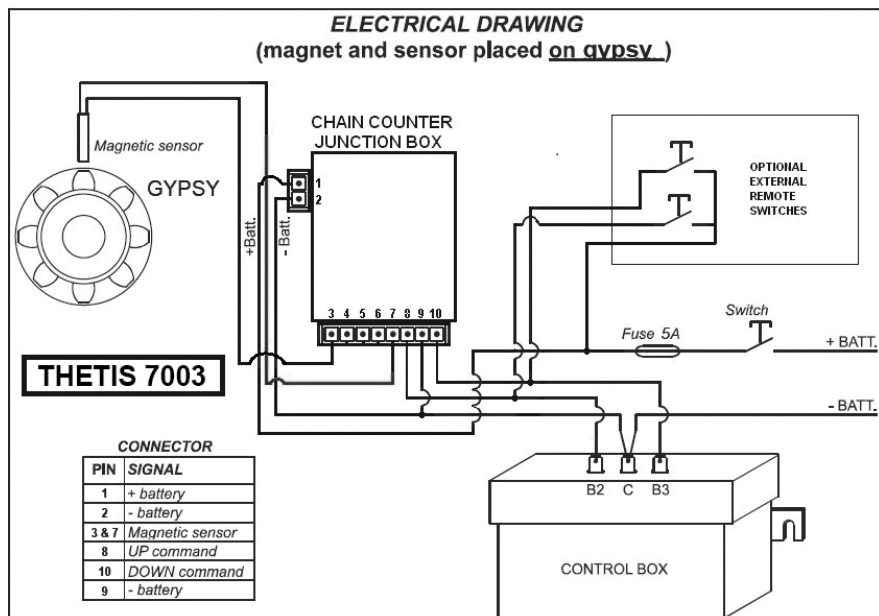 ELECTRICAL DRAWING
(magnet and sensor placed on gypsy )
Magnetic sensor
GYPSY
CHAIN COUNTER
JUNCTION BOX
1
2
+Batt.
- Batt.
3 4 5 6 7 8 9 10
OPTIONAL
EXTERNAL
REMOTE
SWITCHES
Fuse 5A
Switch
+ BATT.
- BATT.
THETIS 7003
CONNECTOR
PIN SIGNAL
1 + battery
2 - battery
3 & 7 Magnetic sensor
8 UP command
10 DOWN command
9 - battery
B2 C B3
CONTROL BOX